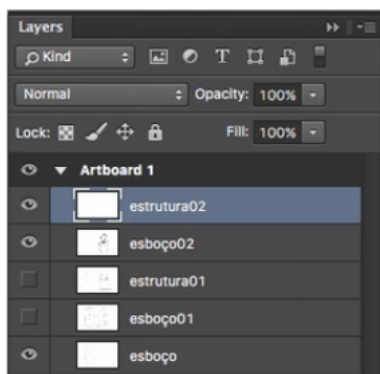 Layers
Kind
Normal Opacity: 100%
Lock: Fill: 100%
Artboard 1
estrutura02
esboço02
estrutura01
esboço01
esboço